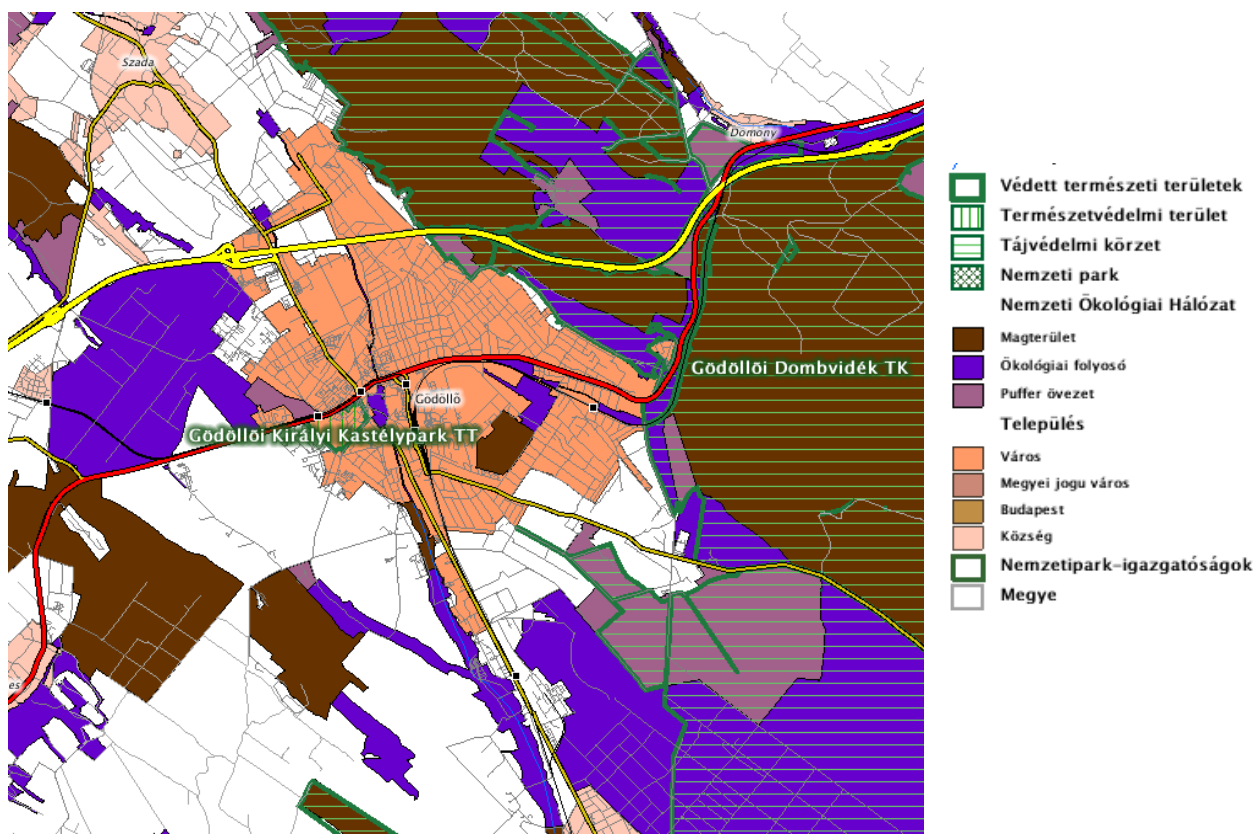 Szada
Domony
Gödöllői Dombvidék TK
Gödöllő
Gödöllői Királyi Kastélypark TT
es
Védett természeti területek
Természetvédelmi terület
Tájvédelmi körzet
Nemzeti park
Nemzeti Ökológiai Hálózat
Magterület
Ökológiai folyosó
Puffer övezet
Település
Város
Megyei jogu város
Budapest
Község
Nemzetipark-igazgatóságok
Megye